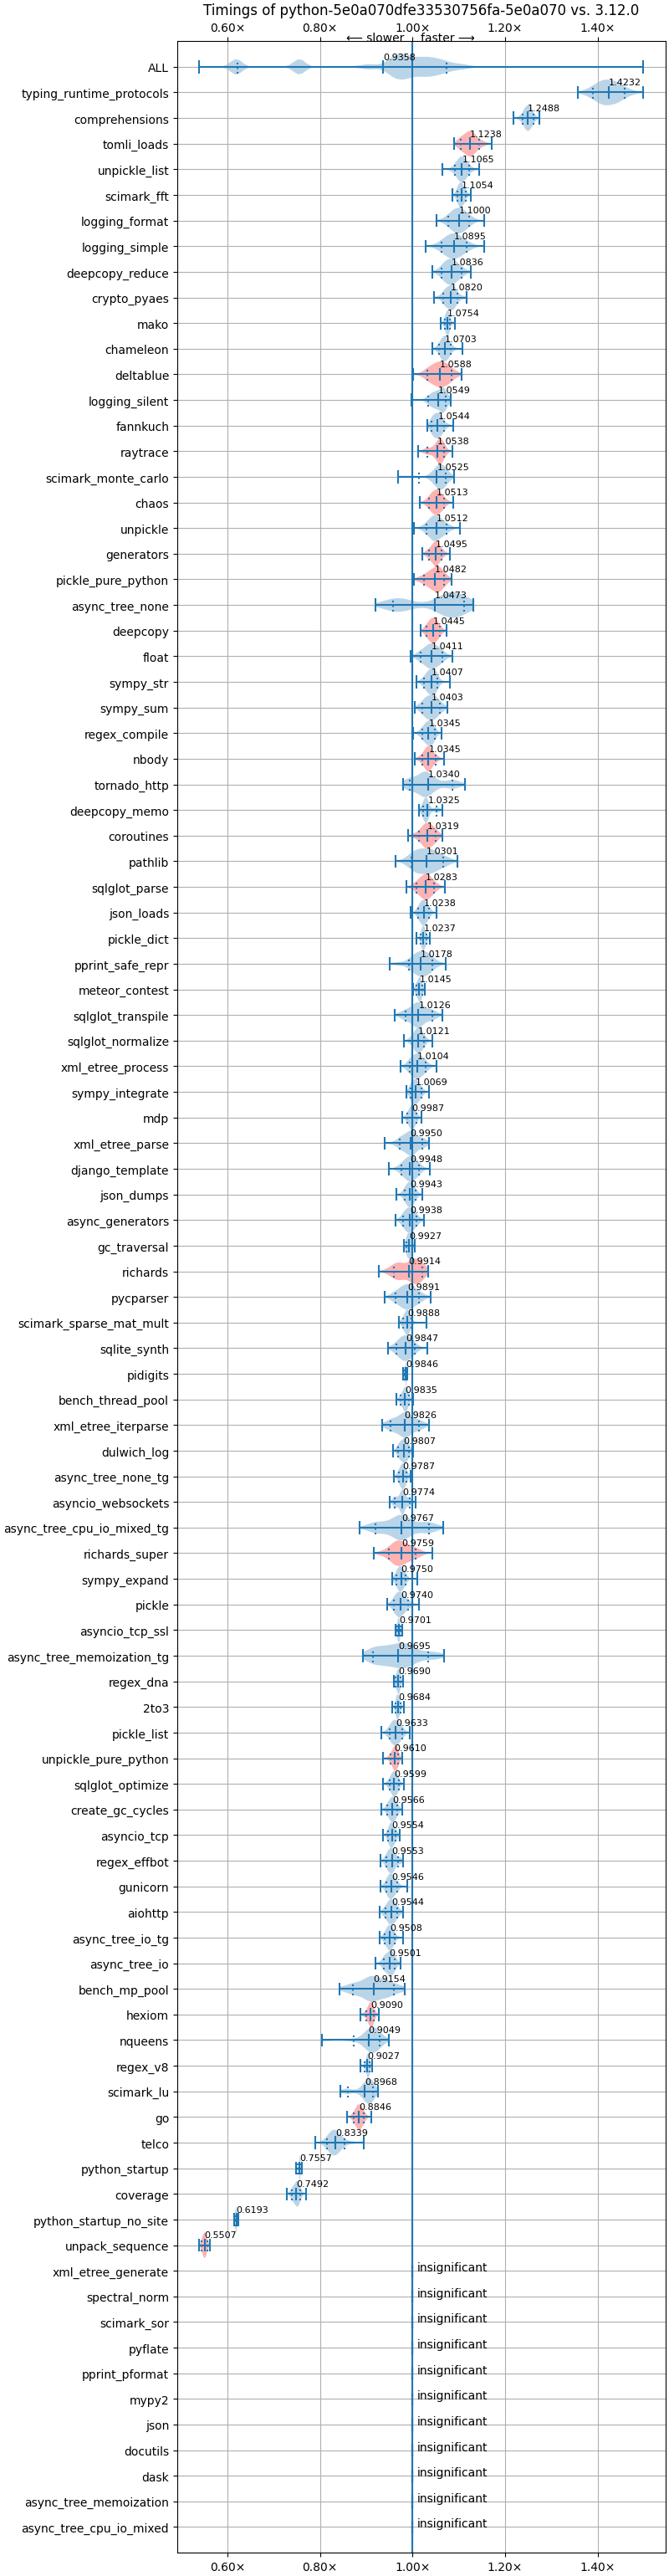 Timings of python-5e0a070dfe33530756fa-5e0a070 vs. 3.12.0
0.60× 0.80× 1.00× 1.20× 1.40×
⟵ slower faster ⟶
ALL 0.9358
typing_runtime_protocols 1.4232
comprehensions 1.2488
tomli_loads 1.1238
unpickle_list 1.1065
scimark_fft 1.1054
logging_format 1.1000
logging_simple 1.0895
deepcopy_reduce 1.0836
crypto_pyaes 1.0820
mako 1.0754
chameleon 1.0703
deltablue 1.0588
logging_silent 1.0549
fannkuch 1.0544
raytrace 1.0538
scimark_monte_carlo 1.0525
chaos 1.0513
unpickle 1.0512
generators 1.0495
pickle_pure_python 1.0482
async_tree_none 1.0473
deepcopy 1.0445
float 1.0411
sympy_str 1.0407
sympy_sum 1.0403
regex_compile 1.0345
nbody 1.0345
tornado_http 1.0340
deepcopy_memo 1.0325
coroutines 1.0319
pathlib 1.0301
sqlglot_parse 1.0283
json_loads 1.0238
pickle_dict 1.0237
pprint_safe_repr 1.0178
meteor_contest 1.0145
sqlglot_transpile 1.0126
sqlglot_normalize 1.0121
xml_etree_process 1.0104
sympy_integrate 1.0069
mdp 0.9987
xml_etree_parse 0.9950
django_template 0.9948
json_dumps 0.9943
async_generators 0.9938
gc_traversal 0.9927
richards 0.9914
pycparser 0.9891
scimark_sparse_mat_mult 0.9888
sqlite_synth 0.9847
pidigits 0.9846
bench_thread_pool 0.9835
xml_etree_iterparse 0.9826
dulwich_log 0.9807
async_tree_none_tg 0.9787
asyncio_websockets 0.9774
async_tree_cpu_io_mixed_tg 0.9767
richards_super 0.9759
sympy_expand 0.9750
pickle 0.9740
asyncio_tcp_ssl 0.9701
async_tree_memoization_tg 0.9695
regex_dna 0.9690
2to3 0.9684
pickle_list 0.9633
unpickle_pure_python 0.9610
sqlglot_optimize 0.9599
create_gc_cycles 0.9566
asyncio_tcp 0.9554
regex_effbot 0.9553
gunicorn 0.9546
aiohttp 0.9544
async_tree_io_tg 0.9508
async_tree_io 0.9501
bench_mp_pool 0.9154
hexiom 0.9090
nqueens 0.9049
regex_v8 0.9027
scimark_lu 0.8968
go 0.8846
telco 0.8339
python_startup 0.7557
coverage 0.7492
python_startup_no_site 0.6193
unpack_sequence 0.5507
xml_etree_generate insignificant
spectral_norm insignificant
scimark_sor insignificant
pyflate insignificant
pprint_pformat insignificant
mypy2 insignificant
json insignificant
docutils insignificant
dask insignificant
async_tree_memoization insignificant
async_tree_cpu_io_mixed insignificant
0.60× 0.80× 1.00× 1.20× 1.40×